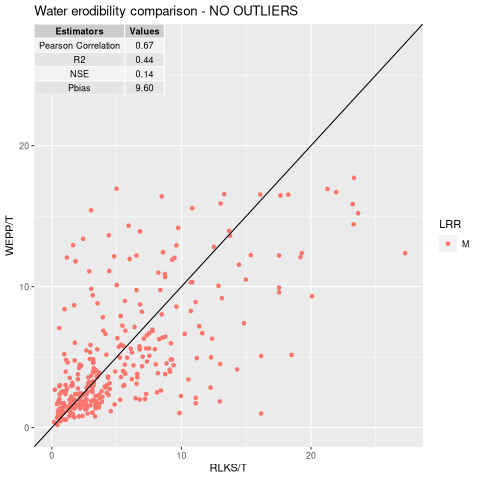 Water erodibility comparison - NO OUTLIERS
Estimators Values
Pearson Correlation 0.67
R2 0.44
NSE 0.14
Pbias 9.60
20
10
0
WEPP/T
0 10 20
RLKS/T
LRR
M